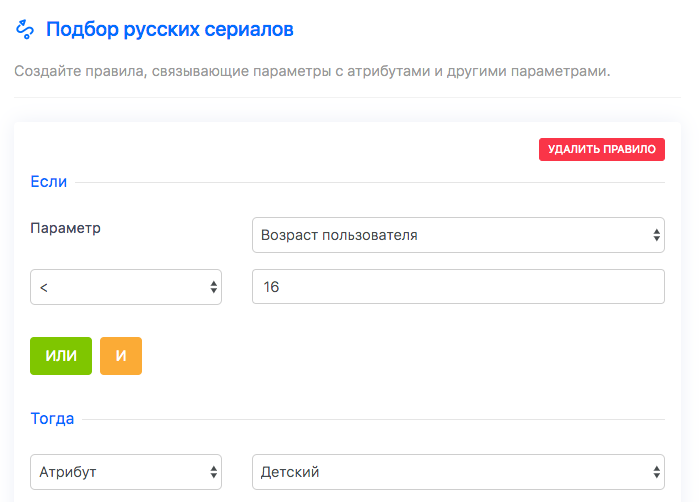 Подбор русских сериалов
Создайте правила, связывающие параметры с атрибутами и другими параметрами.
УДАЛИТЬ ПРАВИЛО
Если
Параметр Возраст пользователя
< 16
ИЛИ И
Тогда
Атрибут Детский